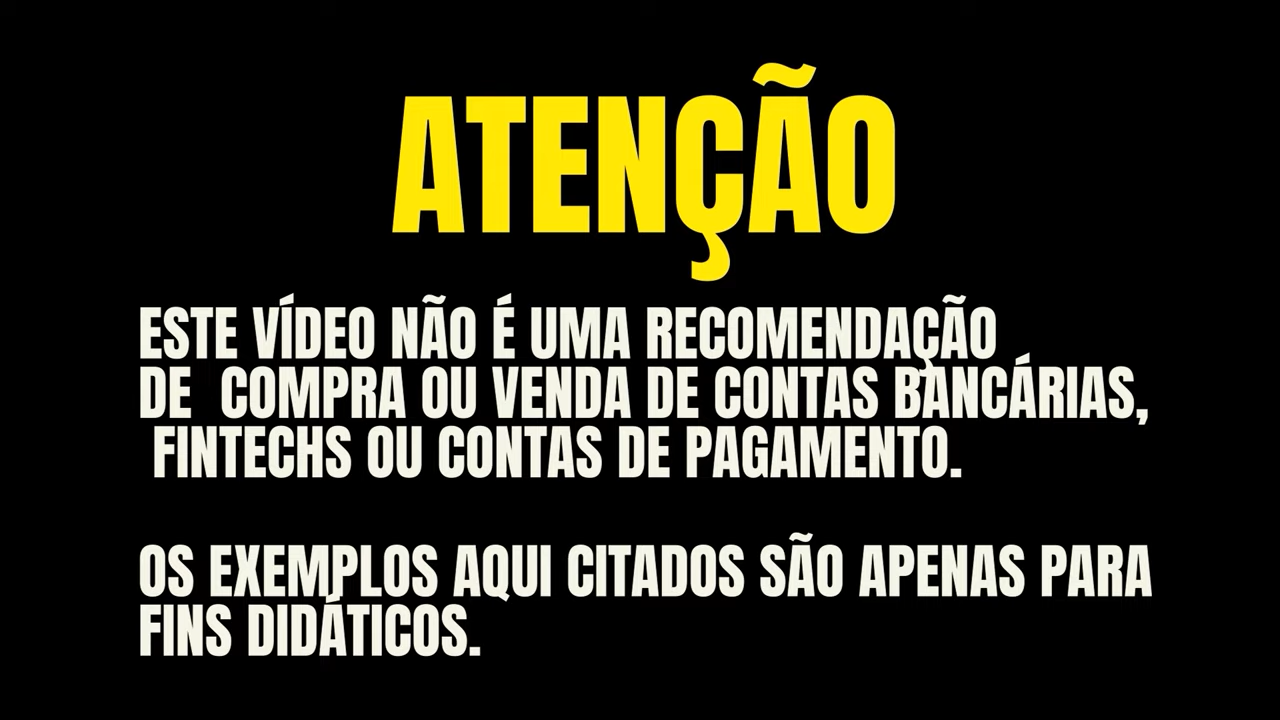 ATENÇÃO
ESTE VÍDEO NÃO É UMA RECOMENDAÇÃO
DE COMPRA OU VENDA DE CONTAS BANCÁRIAS,
FINTECHS OU CONTAS DE PAGAMENTO.
OS EXEMPLOS AQUI CITADOS SÃO APENAS PARA
FINS DIDÁTICOS.